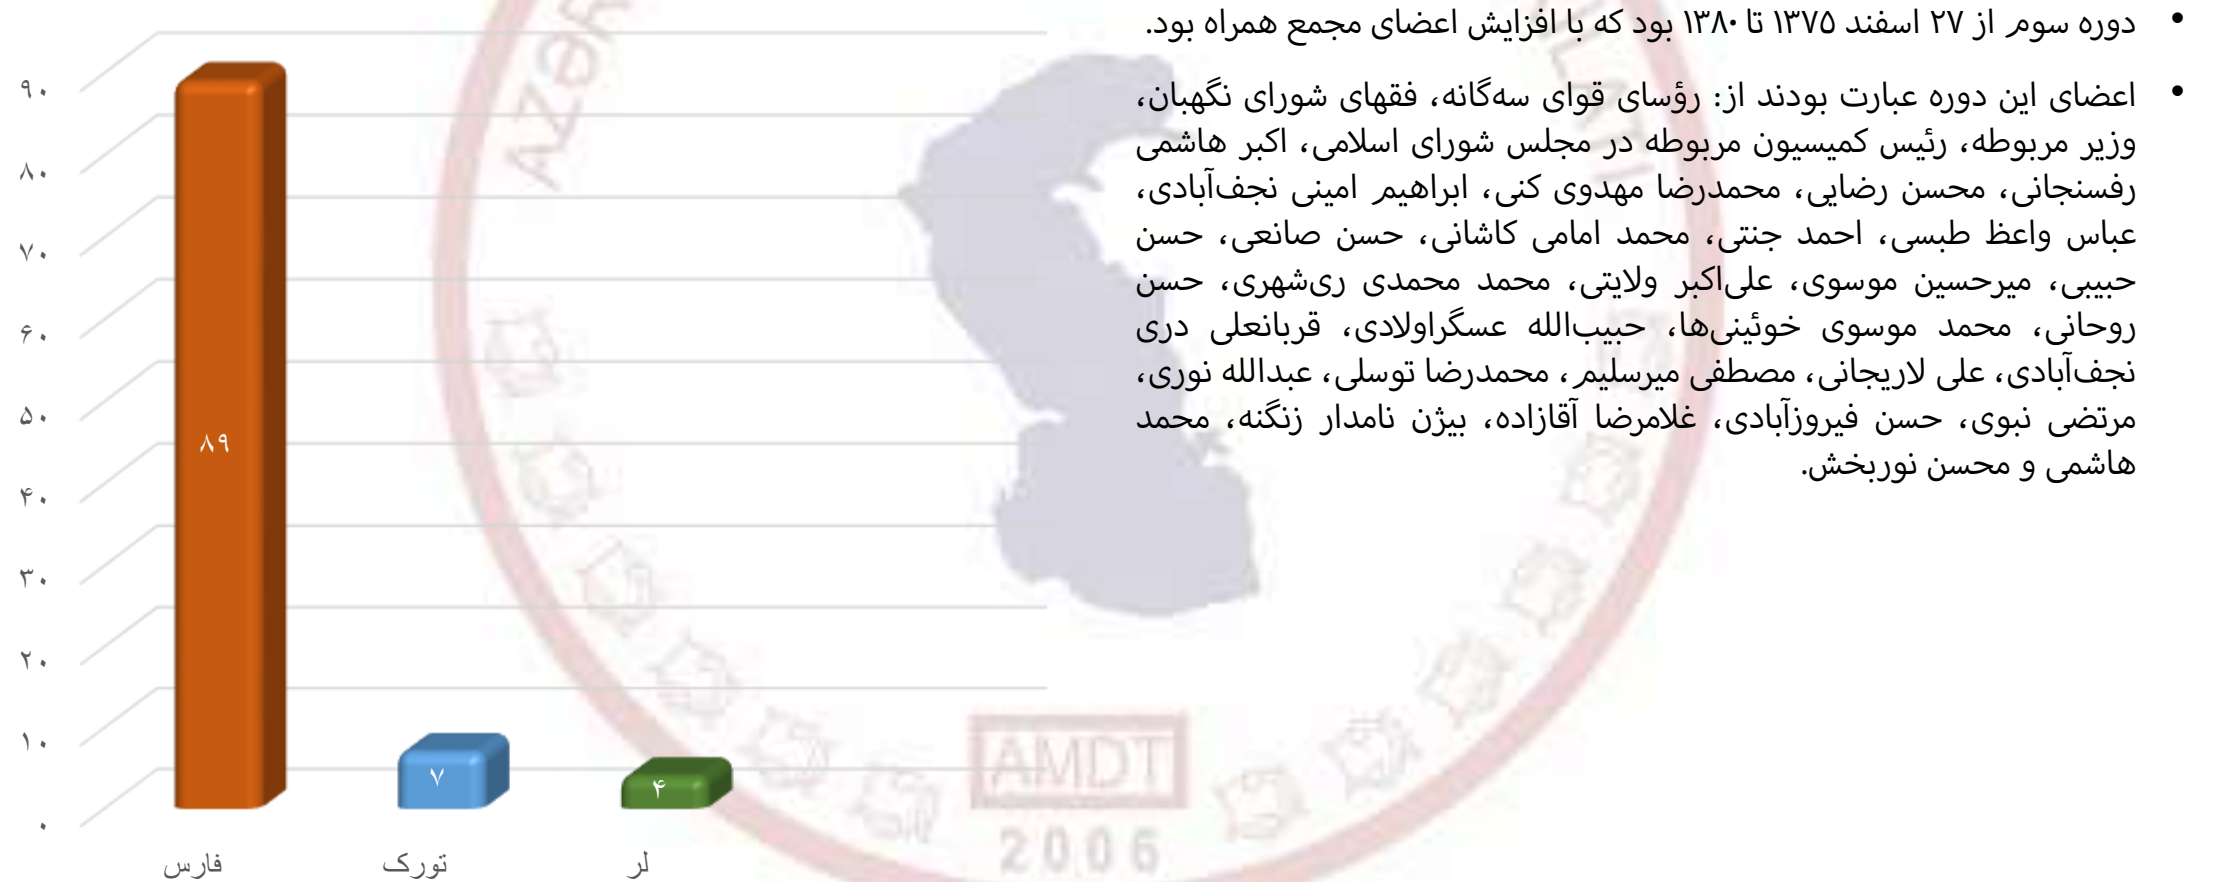 • دوره سوم از ۲۷ اسفند ۱۳۷۵ تا ۱۳۸۰ بود که با افزایش اعضای مجمع همراه بود.
• اعضای این دوره عبارت بودند از: رؤسای قوای سه‌گانه، فقهای شورای نگهبان،
وزیر مربوطه، رئیس کمیسیون مربوطه در مجلس شورای اسلامی، اکبر هاشمی
رفسنجانی، محسن رضایی، محمدرضا مهدوی کنی، ابراهیم امینی نجف‌آبادی،
عباس واعظ طبسی، احمد جنتی، محمد امامی کاشانی، حسن صانعی، حسن
حبیبی، میرحسین موسوی، علی‌اکبر ولایتی، محمد محمدی ری‌شهری، حسن
روحانی، محمد موسوی خوئینی‌ها، حبیب‌الله عسگراولادی، قربانعلی دری
نجف‌آبادی، علی لاریجانی، مصطفی میرسلیم، محمدرضا توسلی، عبدالله نوری،
مرتضی نبوی، حسن فیروزآبادی، غلامرضا آقازاده، بیژن نامدار زنگنه، محمد
هاشمی و محسن نوربخش.
۹۰
۸۰
۷۰
۶۰
۵۰
۴۰
۳۰
۲۰
۱۰
۰
۸۹
۷
۴
فارس
تورک
لر
AMDT
2006